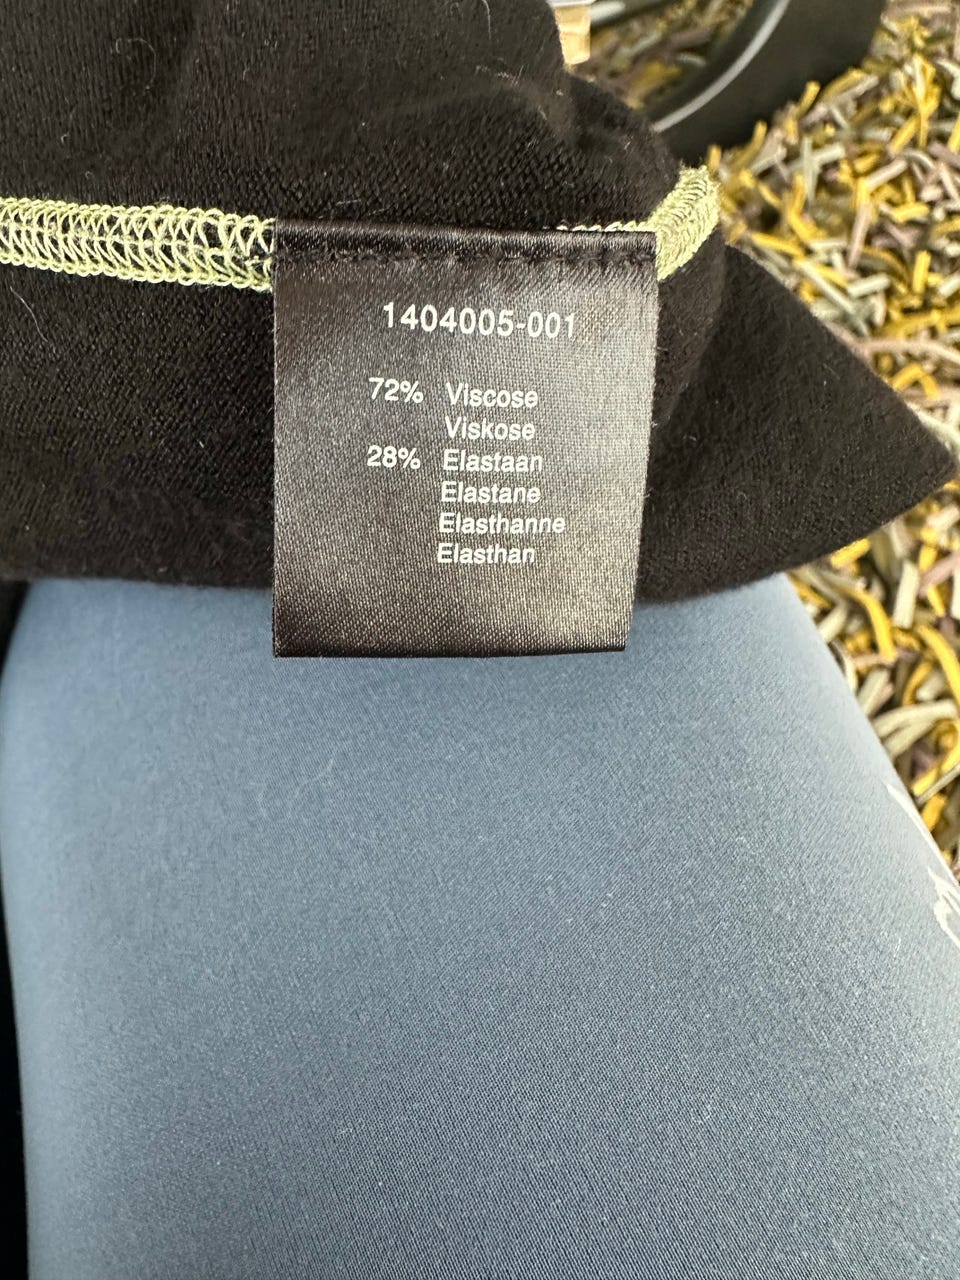 1404005-001
72% Viscose
Viskose
28% Elastaan
Elastane
Elasthanne
Elasthan